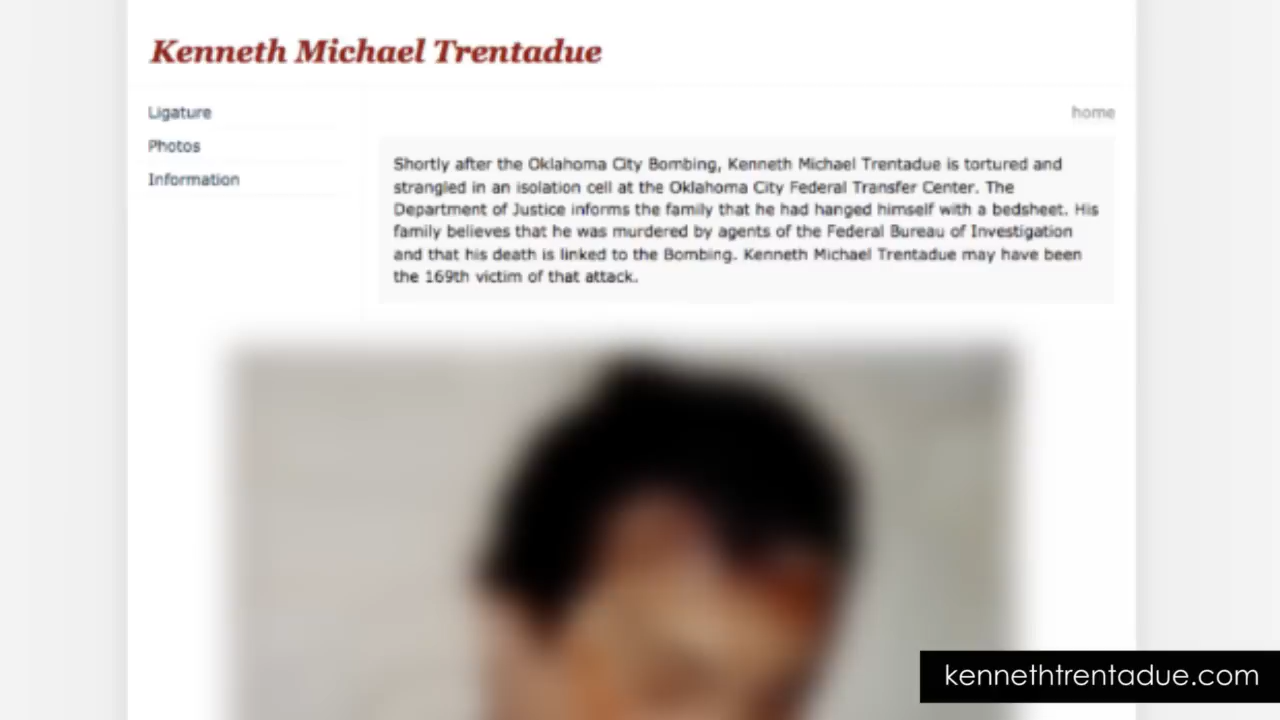 Kenneth Michael Trentadue
Ligature
Photos
Information
home
Shortly after the Oklahoma City Bombing, Kenneth Michael Trentadue is tortured and
strangled in an isolation cell at the Oklahoma City Federal Transfer Center. The
Department of Justice informs the family that he had hanged himself with a bedsheet. His
family believes that he was murdered by agents of the Federal Bureau of Investigation
and that his death is linked to the Bombing. Kenneth Michael Trentadue may have been
the 169th victim of that attack.
kennethtrentadue.com